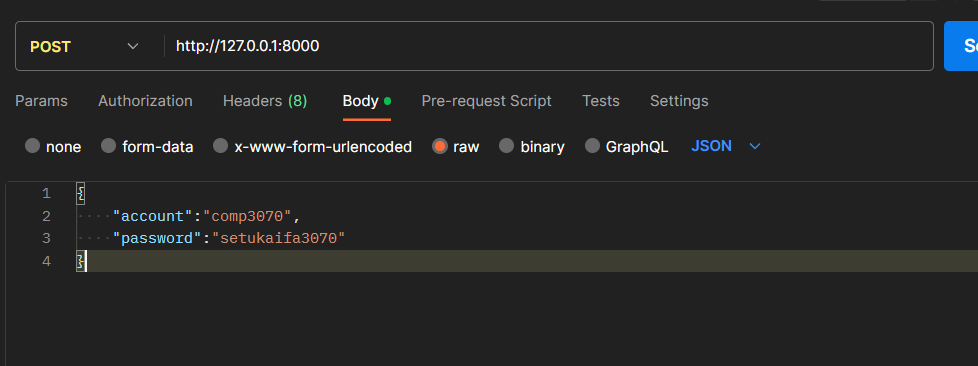 POST http://127.0.0.1:8000
Params Authorization Headers (8) Body Pre-request Script Tests Settings
none form-data x-www-form-urlencoded raw binary GraphQL JSON
1 {
2 "account":"comp3070",
3 "password":"setukaifa3070"
4 }